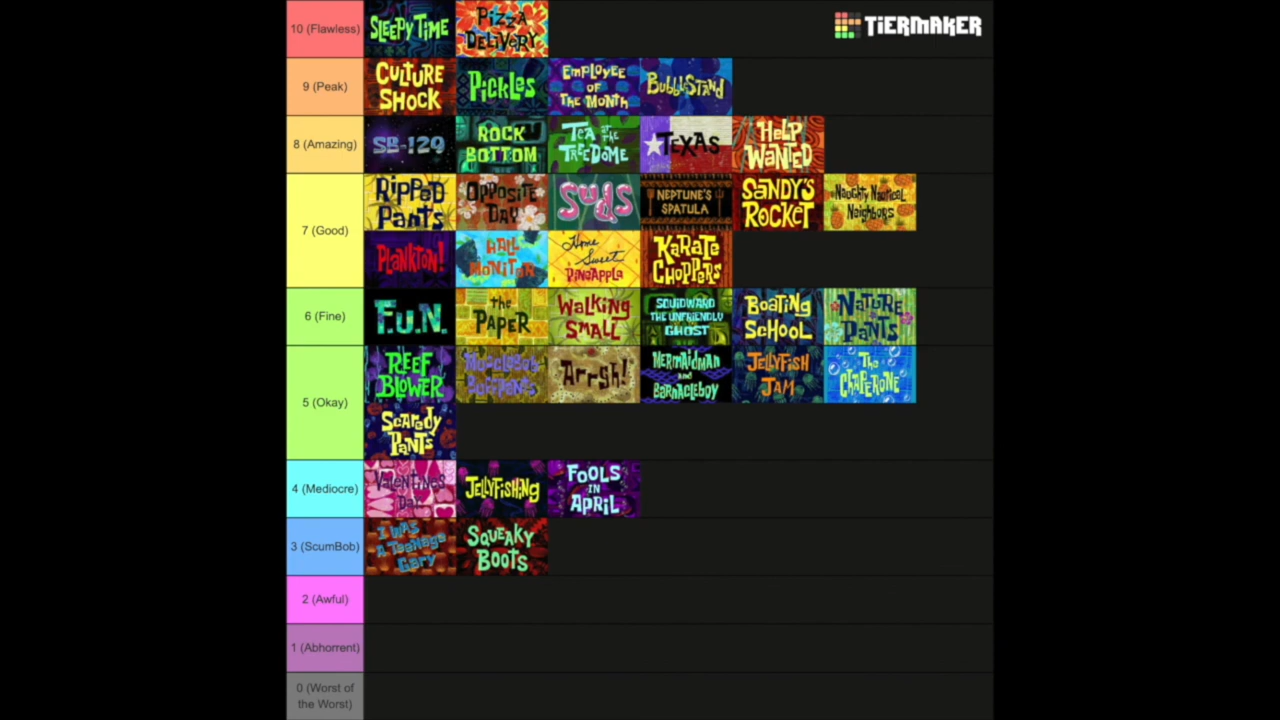 TIERMAKER
10 (Flawless)
SLEEPY TIME
PIZZA
DELIVERY
9 (Peak)
CULTURE
SHOCK
PICKLES
EMPLOYEE
OF
THE MONTH
BUBBLESTAND
8 (Amazing)
SB-129
ROCK
BOTTOM
TEA AT THE
TREEDOME
TEXAS
HELP
WANTED
7 (Good)
RIPPED
PANTS
OPPOSITE
DAY
SUDS
NEPTUNE'S
SPATULA
SANDY'S
ROCKET
NAUGHTY NAUTICAL
NEIGHBORS
PLANKTON!
HALL
MONITOR
Home
Sweet
PINEAPPLE
KARATE
CHOPPERS
6 (Fine)
F.U.N.
the
PAPER
WALKING
SMALL
SQUIDWARD
THE UNFRIENDLY
GHOST
BOATING
SCHOOL
NATURE
PANTS
5 (Okay)
REEF
BLOWER
MUSCLEBOB
BUFFPANTS
ARRGH!
MERMAIDMAN
AND
BARNACLEBOY
JELLYFISH
JAM
The
CHAPERONE
SCAREDY
PANTS
4 (Mediocre)
VALENTINE'S
DAY
JELLYFISHING
FOOLS
IN
APRIL
3 (ScumBob)
I WAS
A TEENAGE
GARY
SQUEAKY
BOOTS
2 (Awful)
1 (Abhorrent)
0 (Worst of
the Worst)